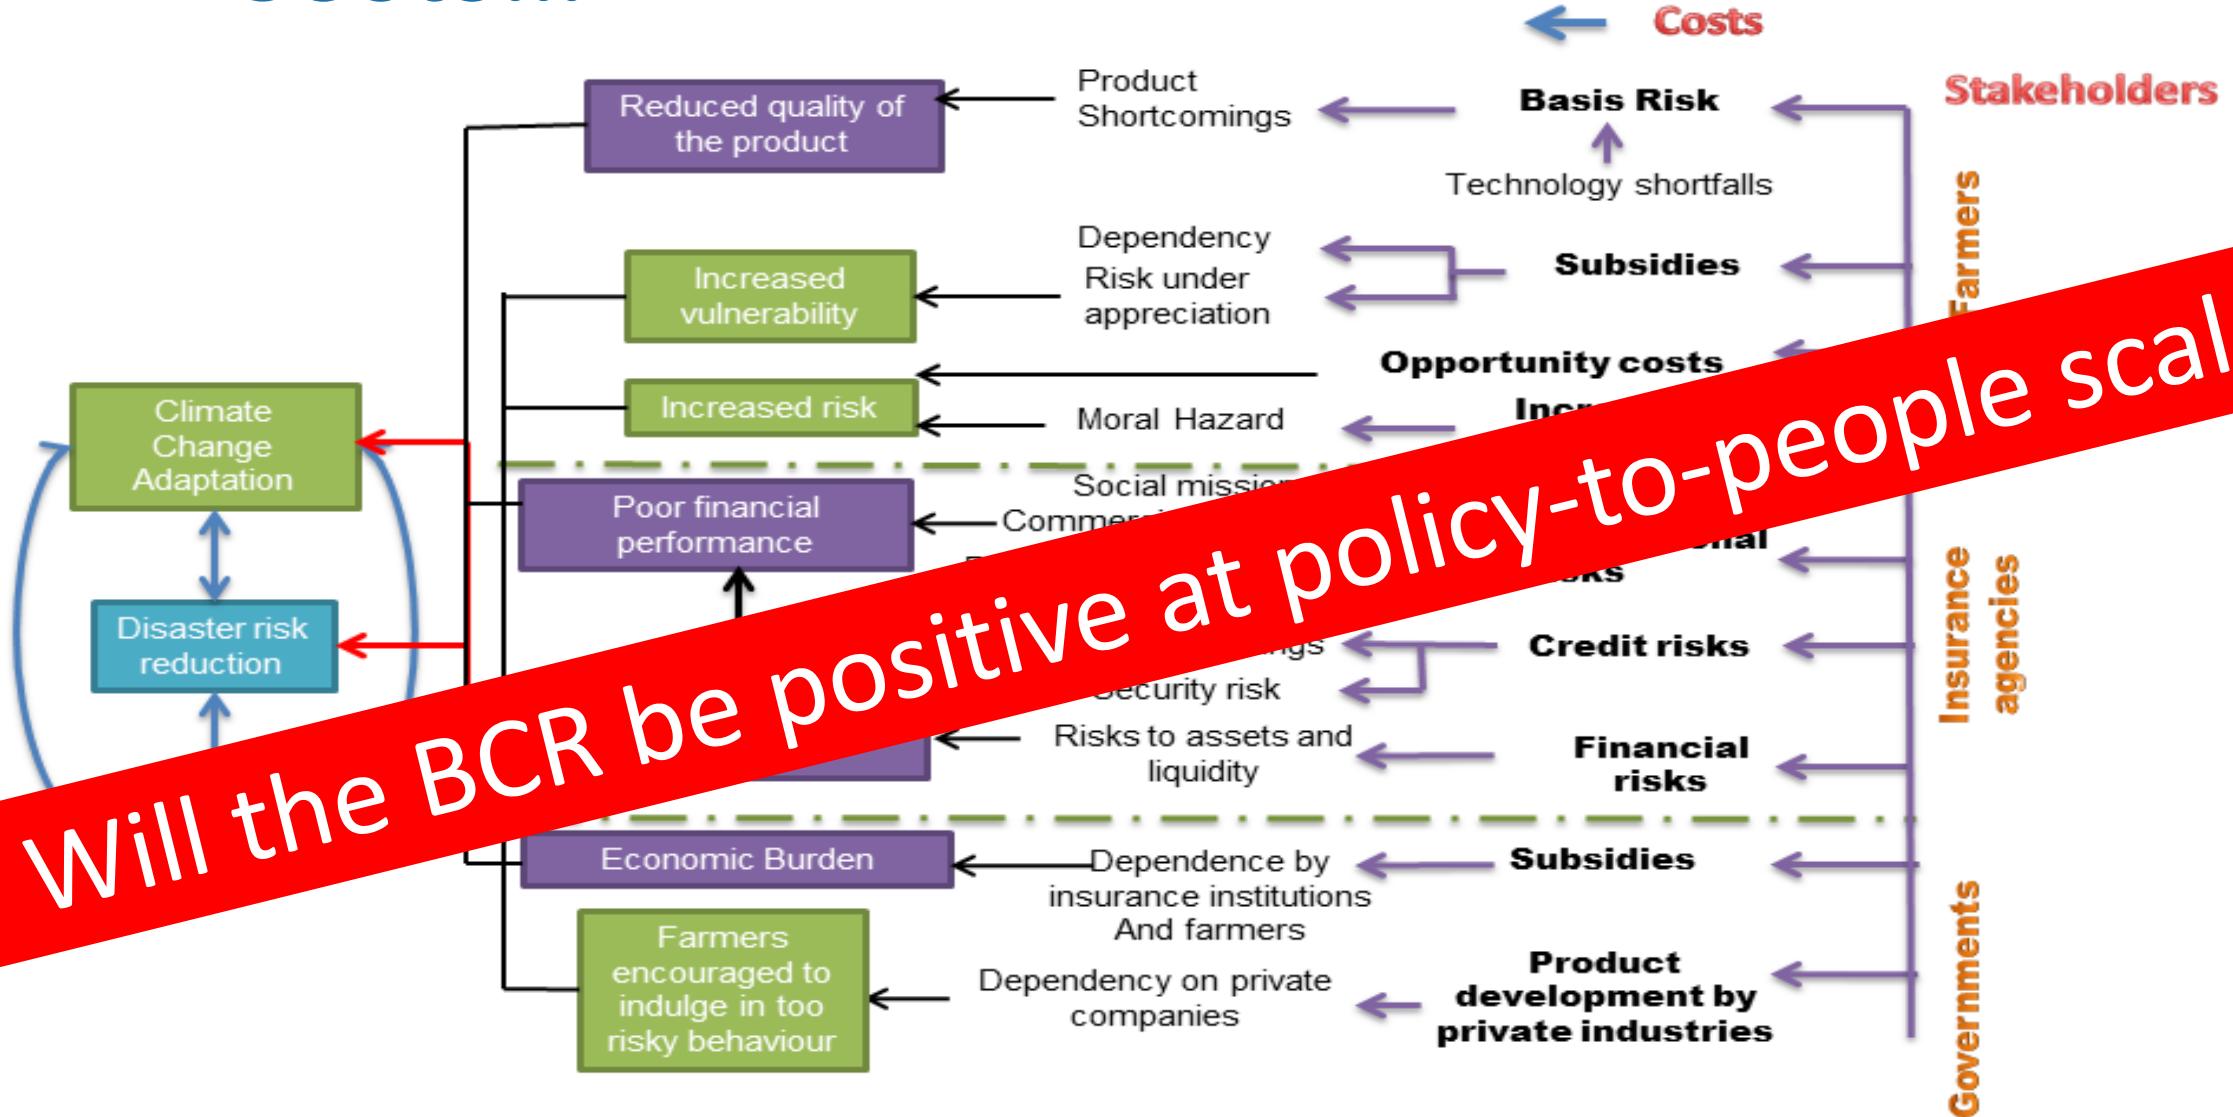 Costs
Stakeholders
Product
Shortcomings
Basis Risk
Reduced quality of
the product
Technology shortfalls
Farmers
Dependency
Risk under
appreciation
Subsidies
Increased
vulnerability
Opportunity costs
Increased risk
Moral Hazard
Climate
Change
Adaptation
Social mission
Poor financial
performance
Disaster risk
reduction
Will the BCR be positive at policy-to-people scal
Credit risks
Security risk
Insurance
agencies
Risks to assets and
liquidity
Financial
risks
Economic Burden
Dependence by
insurance institutions
And farmers
Subsidies
Farmers
encouraged to
indulge in too
risky behaviour
Dependency on private
companies
Product
development by
private industries
Governments